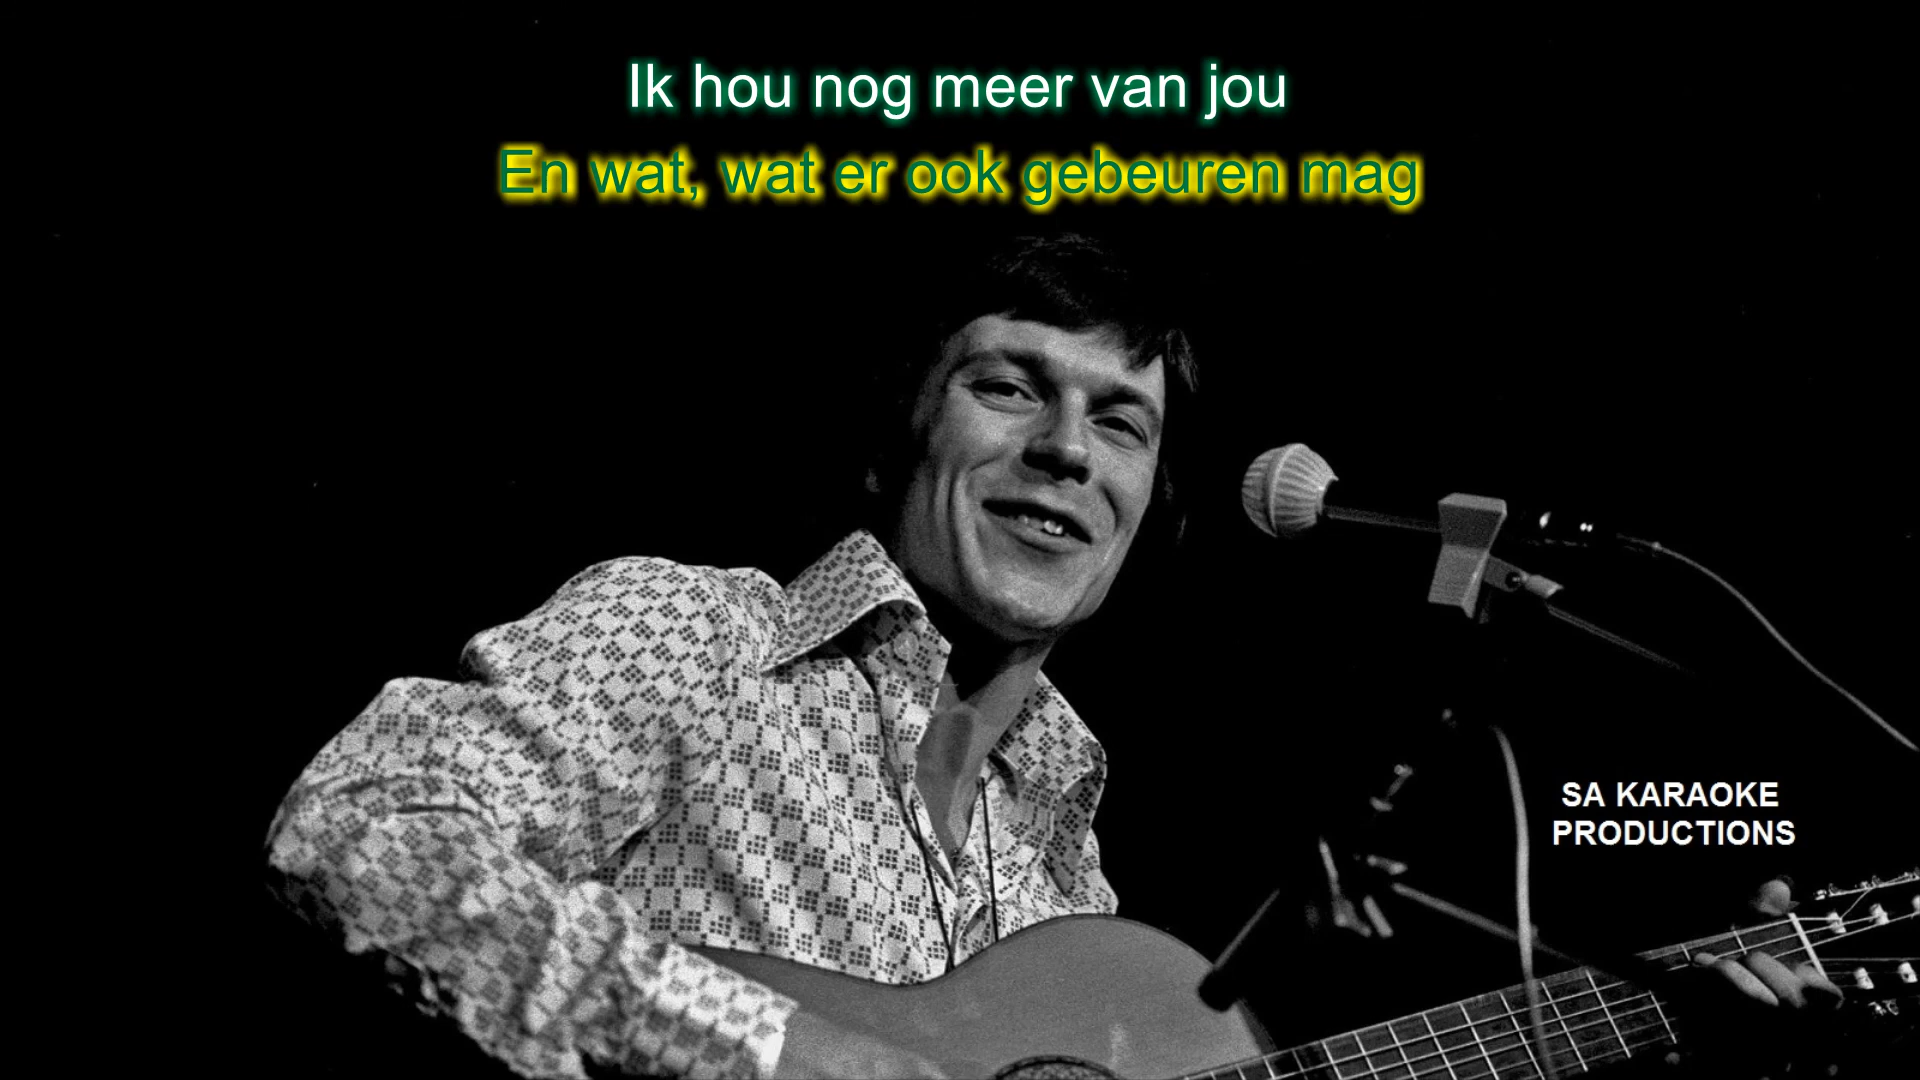 Ik hou nog meer van jou
En wat, wat er ook gebeuren mag
SA KARAOKE
PRODUCTIONS